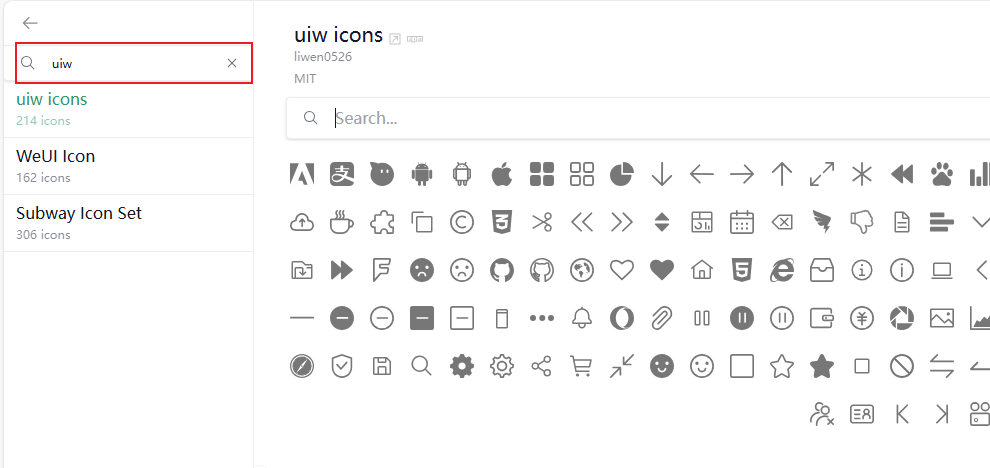 uiw
uiw icons
214 icons
WeUI Icon
162 icons
Subway Icon Set
306 icons
uiw icons
liwen0526
MIT
Search...